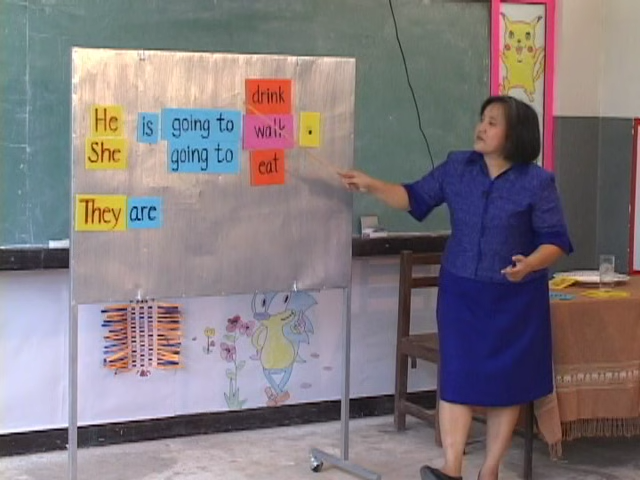 drink
He is going to walk .
She going to eat
They are